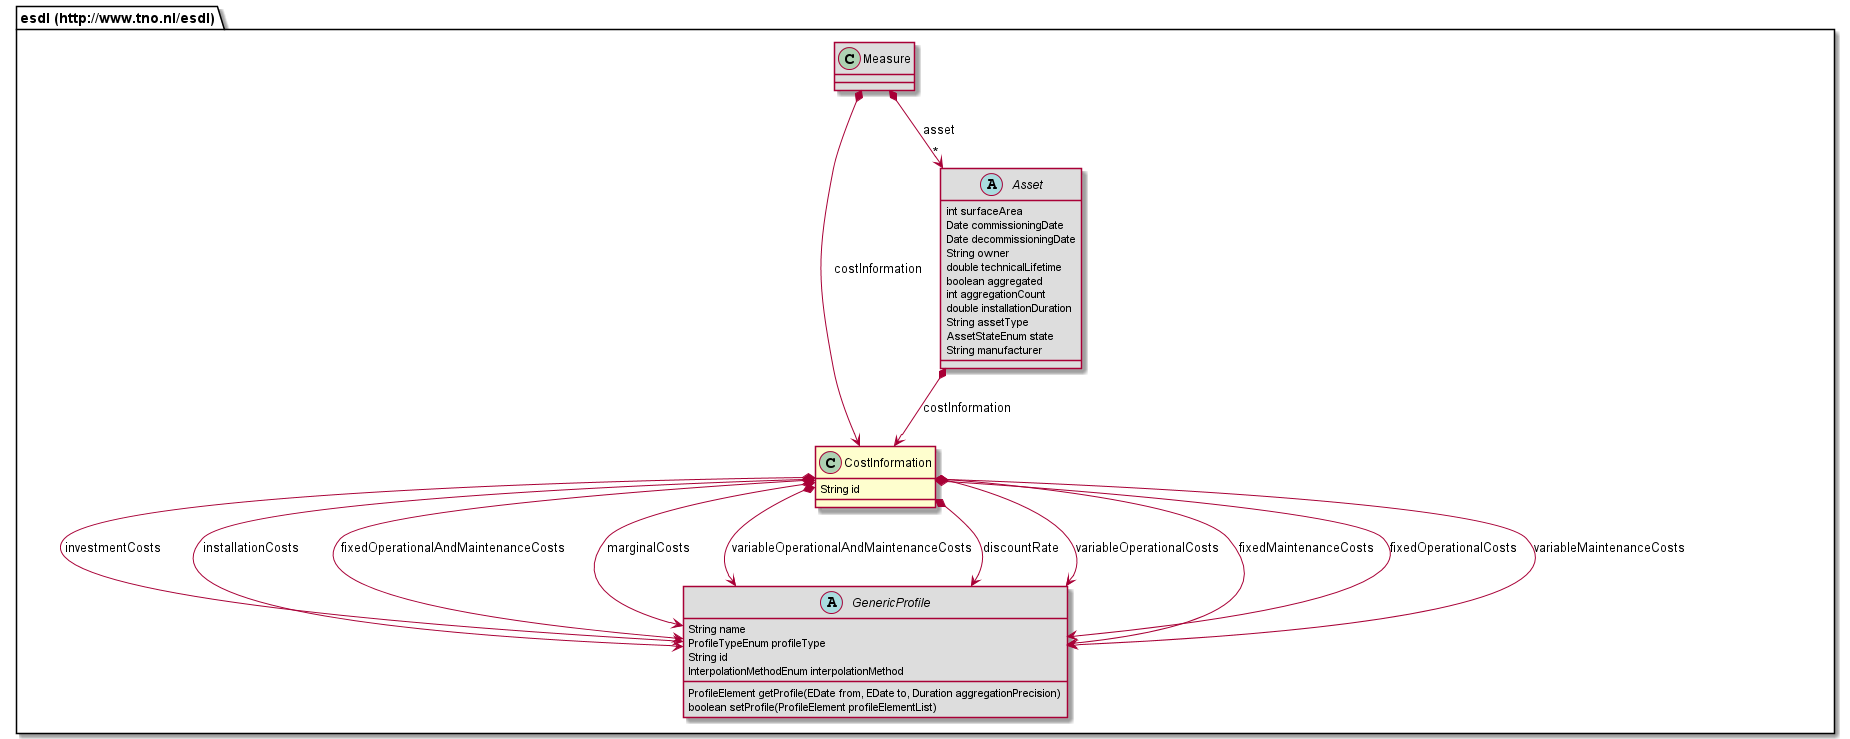 esdl (http://www.tno.nl/esdl)
C Measure
asset
*
A Asset
int surfaceArea
Date commissioningDate
Date decommissioningDate
String owner
double technicalLifetime
boolean aggregated
int aggregationCount
double installationDuration
String assetType
AssetStateEnum state
String manufacturer
costInformation
costInformation
C CostInformation
String id
investmentCosts
installationCosts
fixedOperationalAndMaintenanceCosts
marginalCosts
variableOperationalAndMaintenanceCosts
discountRate
variableOperationalCosts
fixedMaintenanceCosts
fixedOperationalCosts
variableMaintenanceCosts
A GenericProfile
String name
ProfileTypeEnum profileType
String id
InterpolationMethodEnum interpolationMethod
ProfileElement getProfile(EDate from, EDate to, Duration aggregationPrecision)
boolean setProfile(ProfileElement profileElementList)